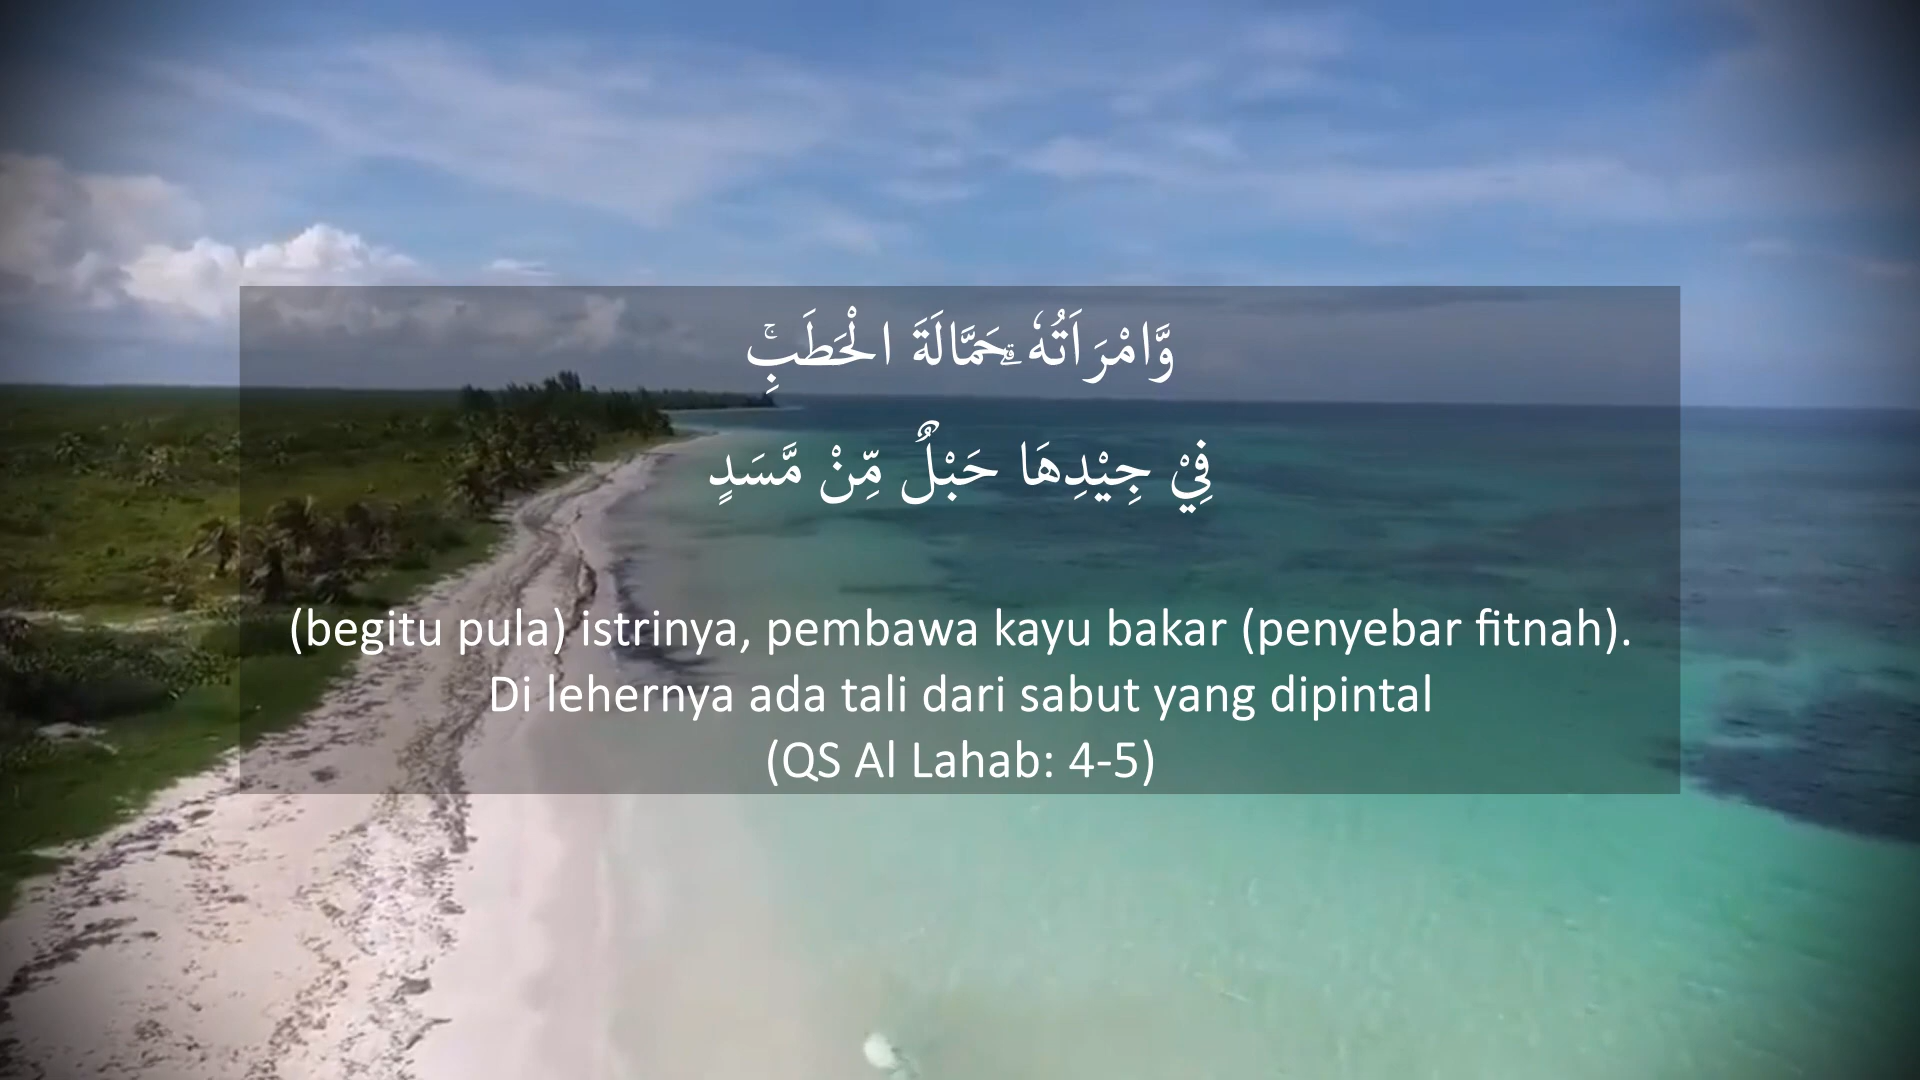 وَّامْرَاَتُهٗ ۗحَمَّالَةَ الْحَطَبِۚ
فِيْ جِيْدِهَا حَبْلٌ مِّنْ مَّسَدٍ
(begitu pula) istrinya, pembawa kayu bakar (penyebar fitnah).
Di lehernya ada tali dari sabut yang dipintal
(QS Al Lahab: 4-5)